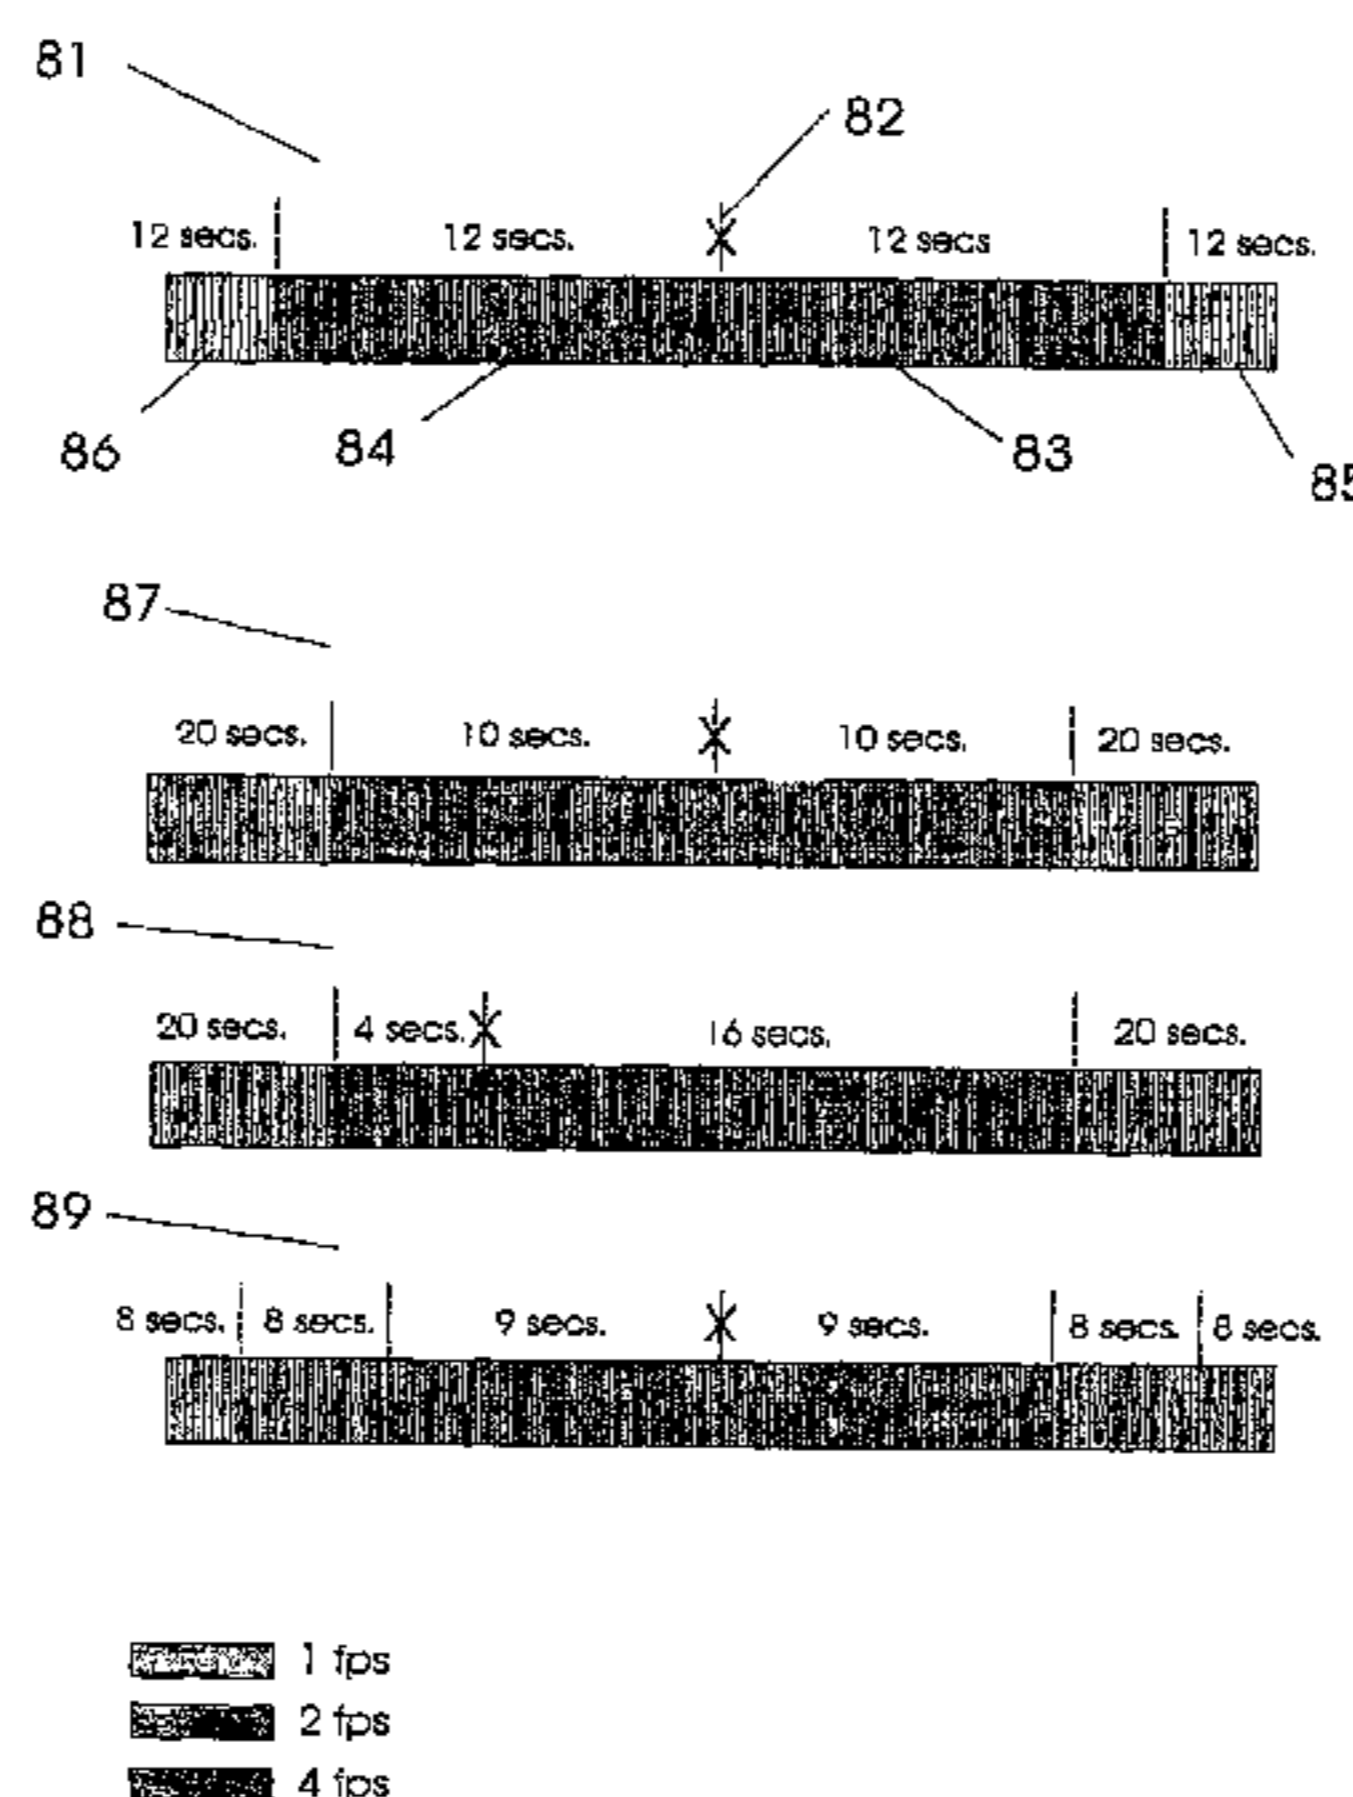 81
82
12 secs. 12 secs. 12 secs 12 secs.
86 84 83 85
87
20 secs. 10 secs. 10 secs. 20 secs.
88
20 secs. 4 secs. 16 secs. 20 secs.
89
8 secs. 8 secs. 9 secs. 9 secs. 8 secs. 8 secs.
1 fps
2 fps
4 fps